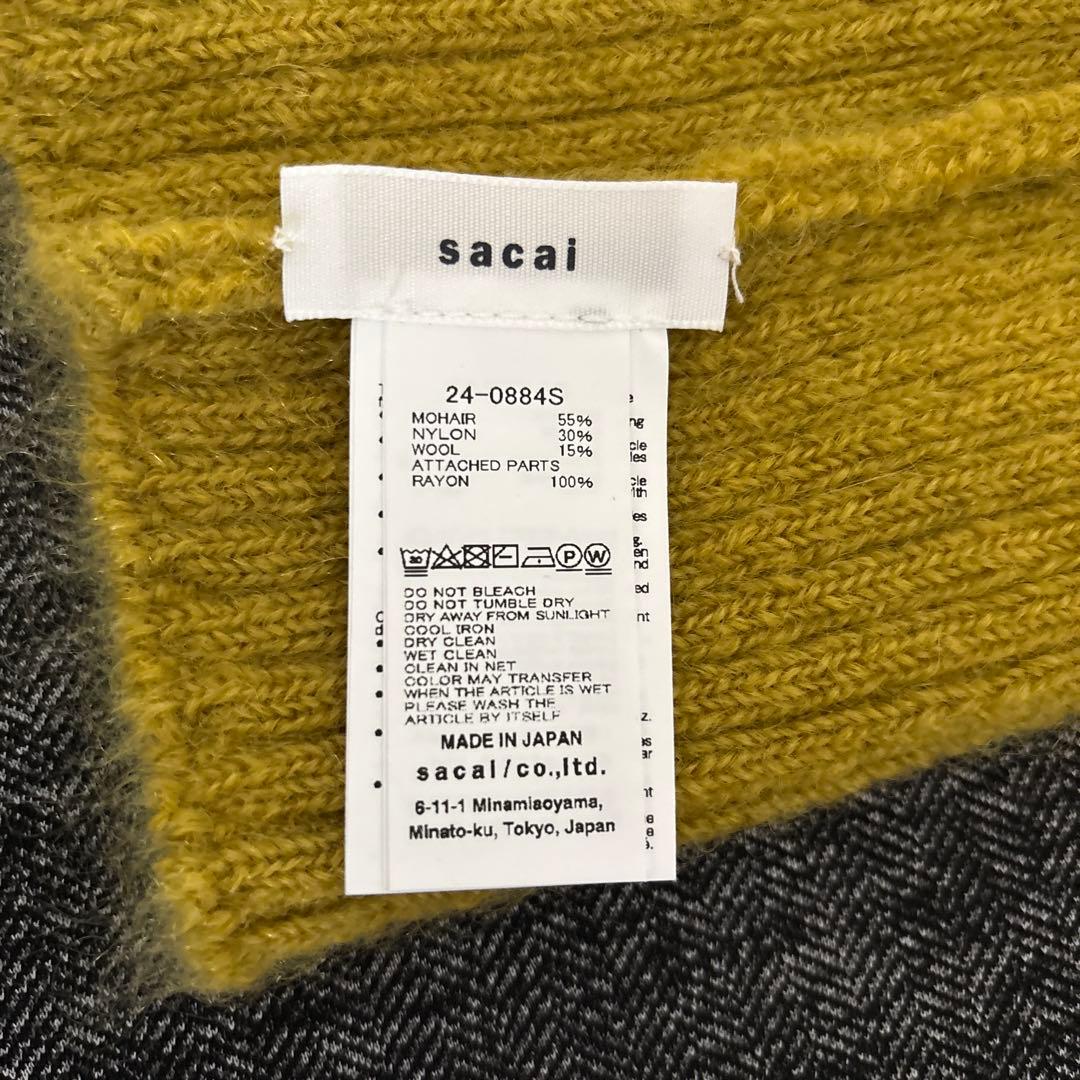 sacai
24-0884S
MOHAIR 55%
NYLON 30%
WOOL 15%
ATTACHED PARTS
RAYON 100%
30 P W
DO NOT BLEACH
DO NOT TUMBLE DRY
DRY AWAY FROM SUNLIGHT
COOL IRON
DRY CLEAN
WET CLEAN
CLEAN IN NET
COLOR MAY TRANSFER
WHEN THE ARTICLE IS WET
PLEASE WASH THE
ARTICLE BY ITSELF
MADE IN JAPAN
sacai/co.,ltd.
6-11-1 Minamiaoyama,
Minato-ku, Tokyo, Japan